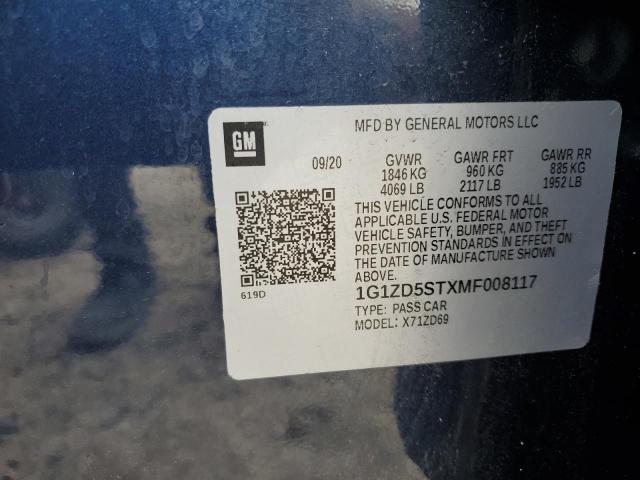 GM
MFD BY GENERAL MOTORS LLC
09/20 GVWR GAWR FRT GAWR RR
1846 KG 960 KG 885 KG
4069 LB 2117 LB 1952 LB
THIS VEHICLE CONFORMS TO ALL
APPLICABLE U.S. FEDERAL MOTOR
VEHICLE SAFETY, BUMPER, AND THEFT
PREVENTION STANDARDS IN EFFECT ON
THE DATE OF MANUFACTURE SHOWN
ABOVE.
619D
1G1ZD5STXMF008117
TYPE: PASS CAR
MODEL: X71ZD69